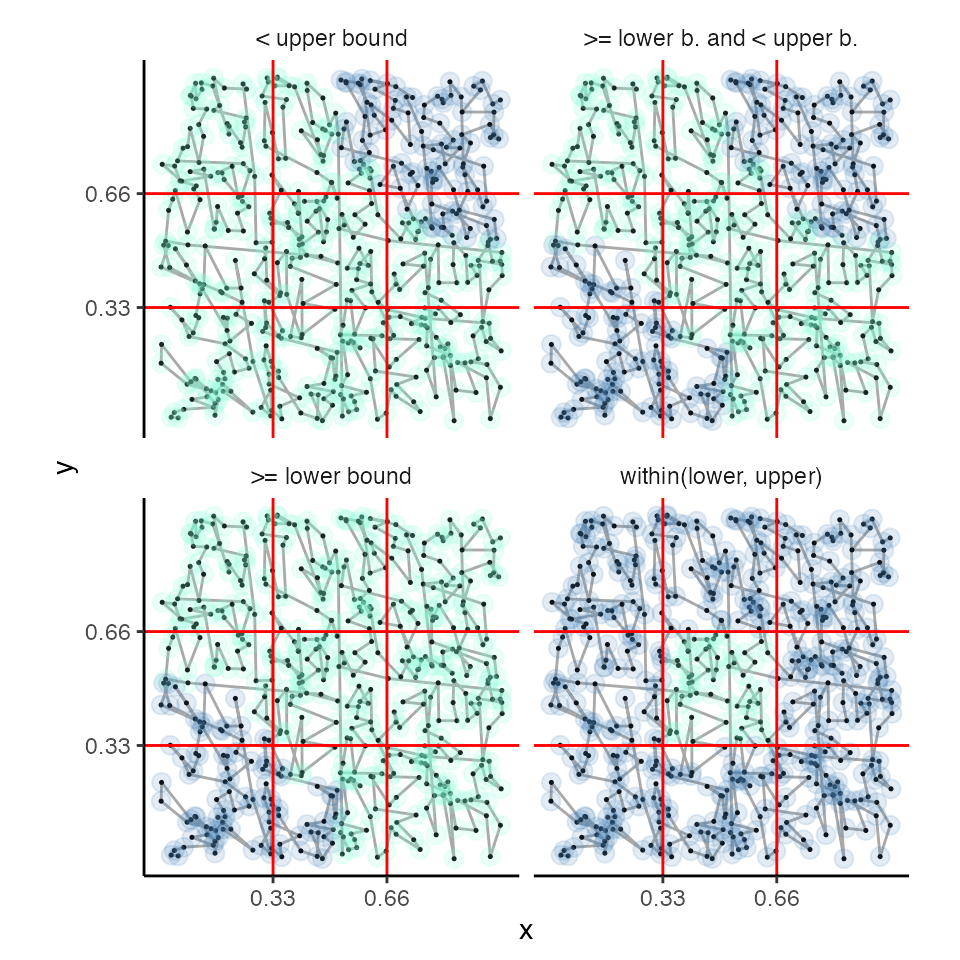 < upper bound
>= lower b. and < upper b.
0.66
0.33
y
>= lower bound
within(lower, upper)
0.66
0.33
0.33
0.66
0.33
0.66
x